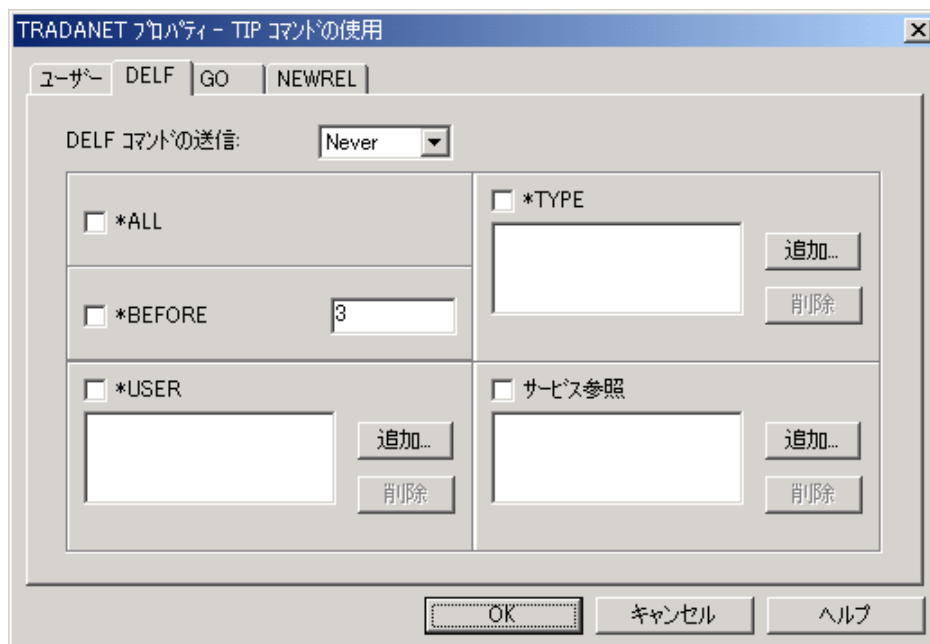 TRADANET プロパティ - TIP コマンドの使用
ユーザー DELF GO NEWREL
DELF コマンドの送信: Never
*ALL
*BEFORE 3
*TYPE
追加...
削除
*USER
追加...
削除
サービス参照
追加...
削除
OK キャンセル ヘルプ